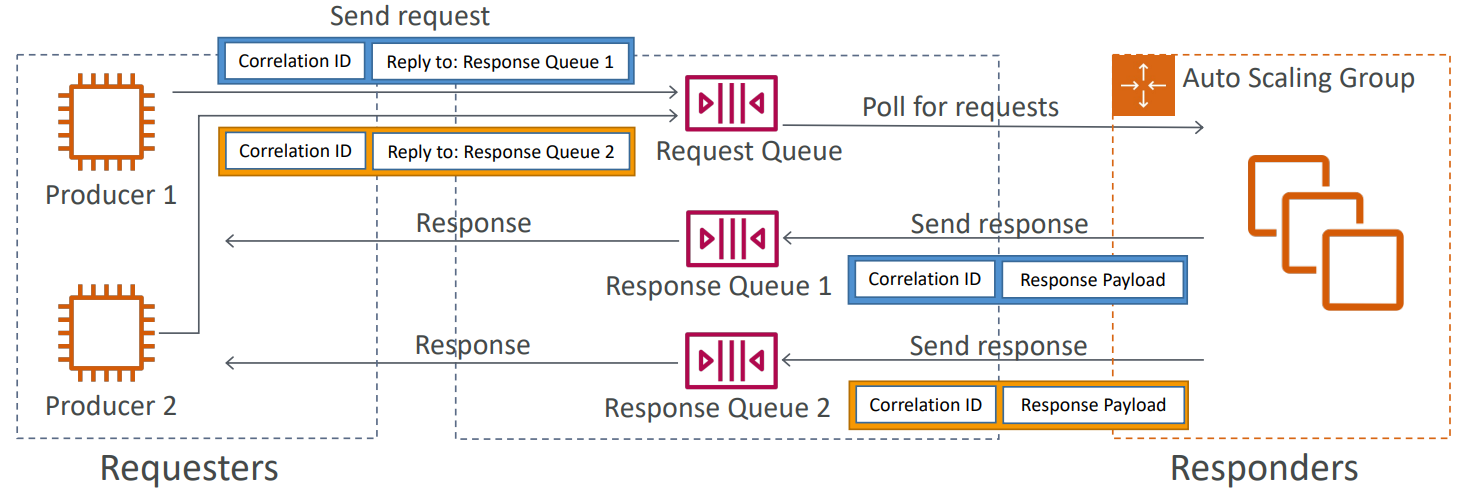 Send request
Correlation ID
Reply to: Response Queue 1
Auto Scaling Group
Poll for requests
Correlation ID
Reply to: Response Queue 2
Request Queue
Producer 1
Response
Send response
Response Queue 1
Correlation ID
Response Payload
Response
Send response
Producer 2
Response Queue 2
Correlation ID
Response Payload
Requesters
Responders